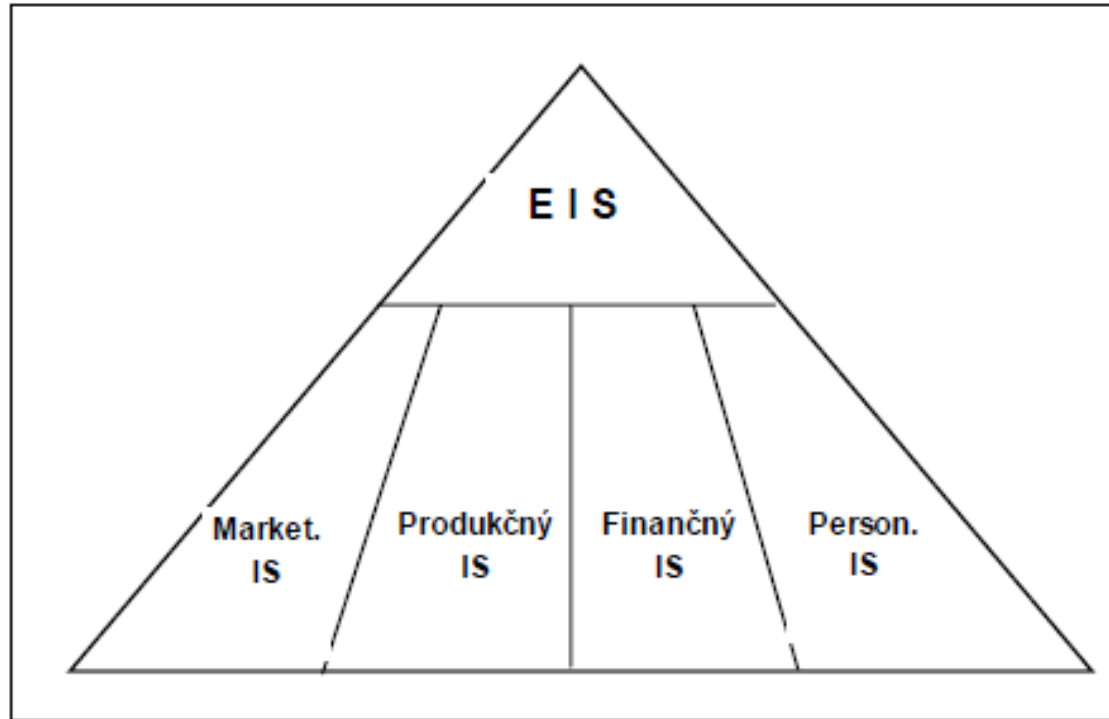 E I S
Market.
IS
Produkčný
IS
Finančný
IS
Person.
IS